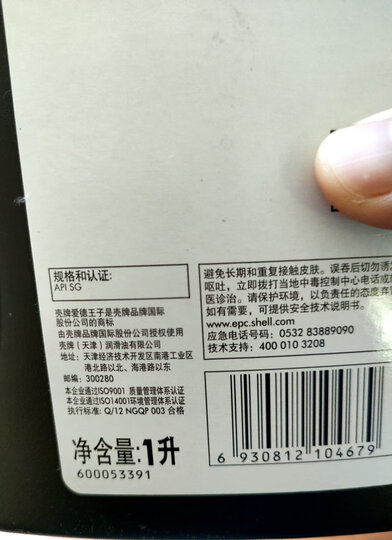 规格和认证:
API SG
避免长期和重复接触皮肤。误吞后切勿诱
呕吐，立即拨打当地中毒控制中心电话或
医诊治。请保护环境，以负责任的态度弃
如有需要，可提供安全技术说明书。
www.epc.shell.com
应急电话号码: 0532 83889090
技术支持: 400 010 3208
壳牌爱德王子是壳牌品牌国际
股份公司的商标
由壳牌品牌国际股份公司授权使用
壳牌（天津）润滑油有限公司
地址: 天津经济技术开发区南港工业区
港北路以北、海港路以东
邮编: 300280
本企业通过ISO9001 质量管理体系认证
本企业通过ISO14001环境管理体系认证
执行标准: Q/12 NGQP 003 合格
净含量:1升
600053391
6 930812 104679